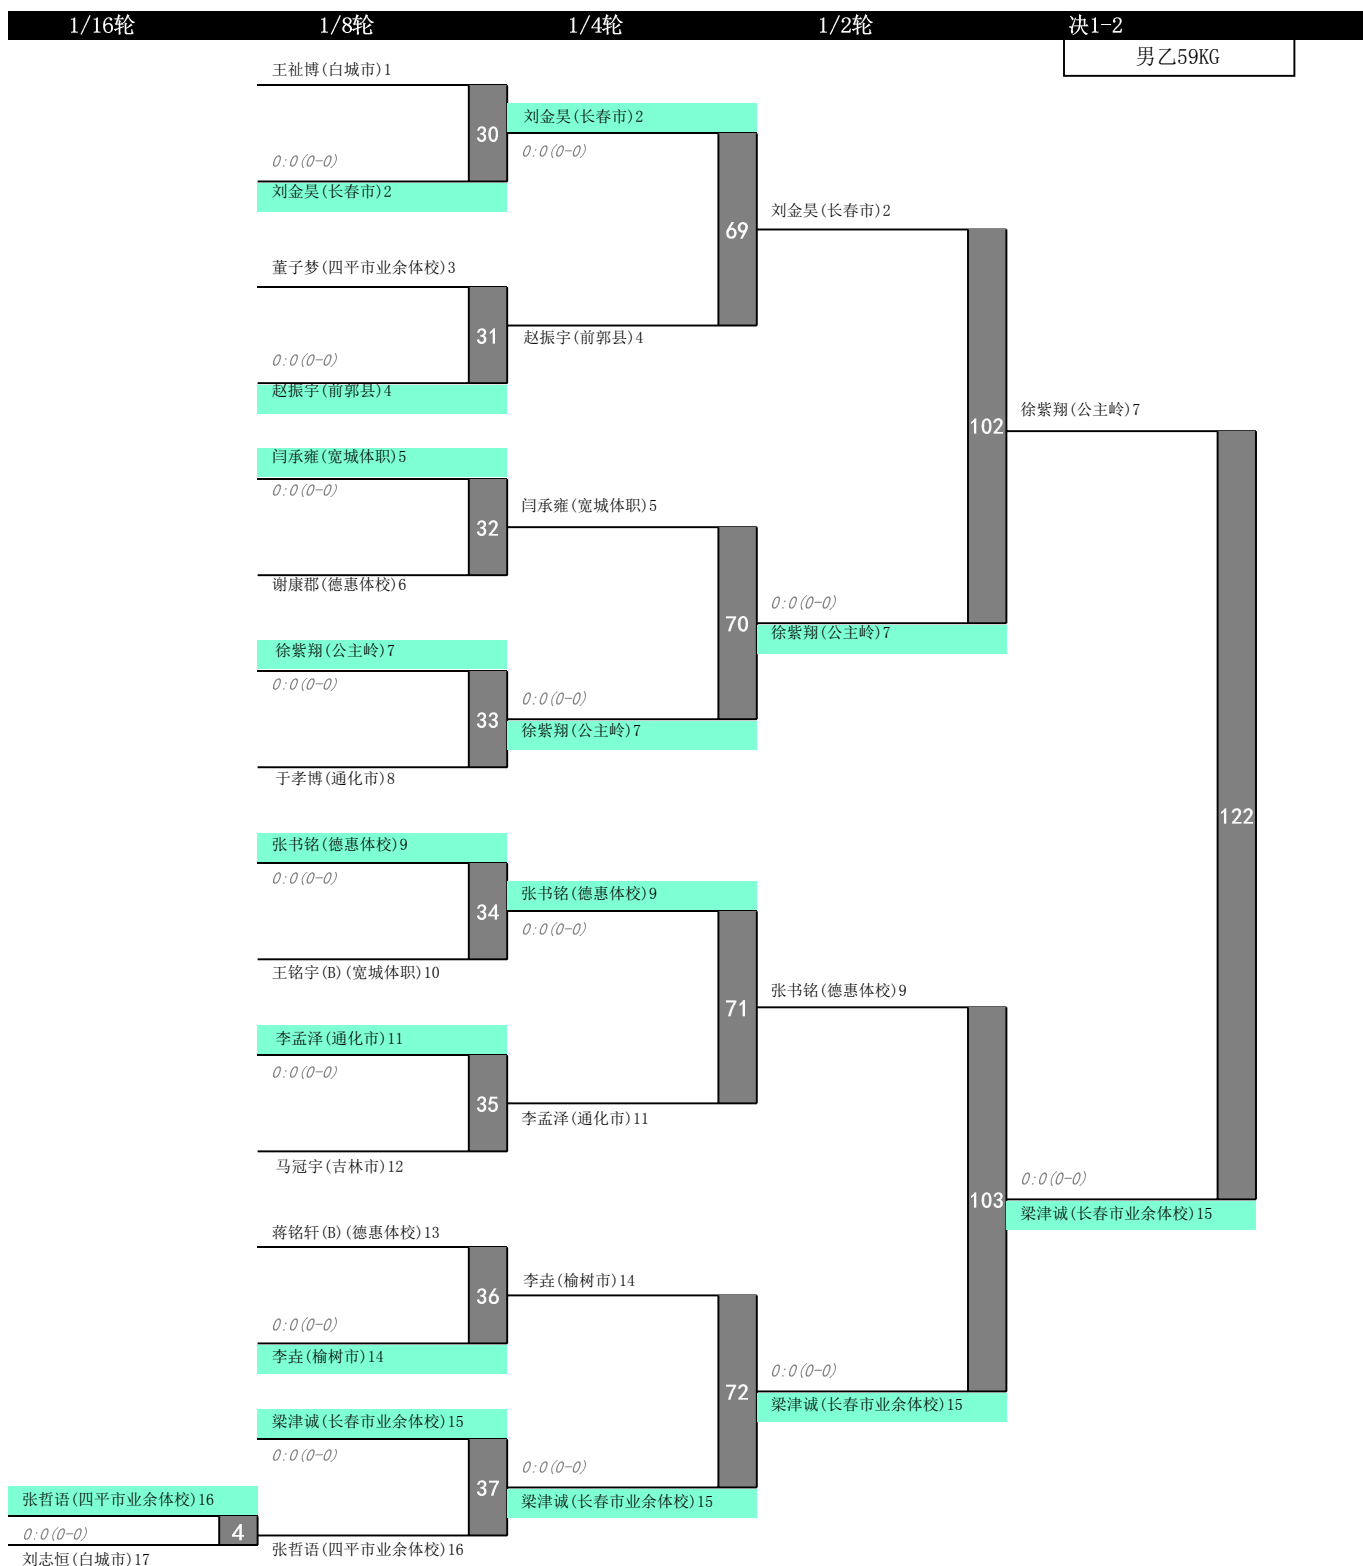 1/16轮 1/8轮 1/4轮 1/2轮 决1-2
男乙59KG
王祉博(白城市)1
30
0:0(0-0)
刘金昊(长春市)2
董子梦(四平市业余体校)3
31
0:0(0-0)
赵振宇(前郭县)4
闫承雍(宽城体职)5
0:0(0-0)
32
谢康郡(德惠体校)6
徐紫翔(公主岭)7
0:0(0-0)
33
于孝博(通化市)8
张书铭(德惠体校)9
0:0(0-0)
34
王铭宇(B)(宽城体职)10
李孟泽(通化市)11
0:0(0-0)
35
马冠宇(吉林市)12
蒋铭轩(B)(德惠体校)13
36
0:0(0-0)
李垚(榆树市)14
梁津诚(长春市业余体校)15
0:0(0-0)
37
张哲语(四平市业余体校)16
张哲语(四平市业余体校)16
0:0(0-0)
4
刘志恒(白城市)17
刘金昊(长春市)2
0:0(0-0)
69
赵振宇(前郭县)4
闫承雍(宽城体职)5
70
0:0(0-0)
徐紫翔(公主岭)7
张书铭(德惠体校)9
0:0(0-0)
71
李孟泽(通化市)11
李垚(榆树市)14
72
0:0(0-0)
梁津诚(长春市业余体校)15
刘金昊(长春市)2
102
0:0(0-0)
徐紫翔(公主岭)7
张书铭(德惠体校)9
103
0:0(0-0)
梁津诚(长春市业余体校)15
徐紫翔(公主岭)7
122
0:0(0-0)
梁津诚(长春市业余体校)15